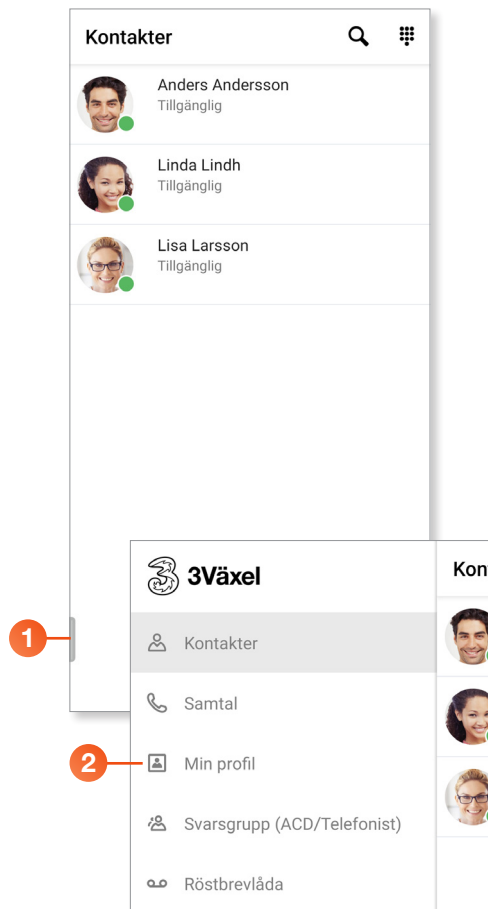 Kontakter
Anders Andersson
Tillgänglig
Linda Lindh
Tillgänglig
Lisa Larsson
Tillgänglig
3Växel
Kon
1
Kontakter
Samtal
2
Min profil
Svarsgrupp (ACD/Telefonist)
Röstbrevlåda